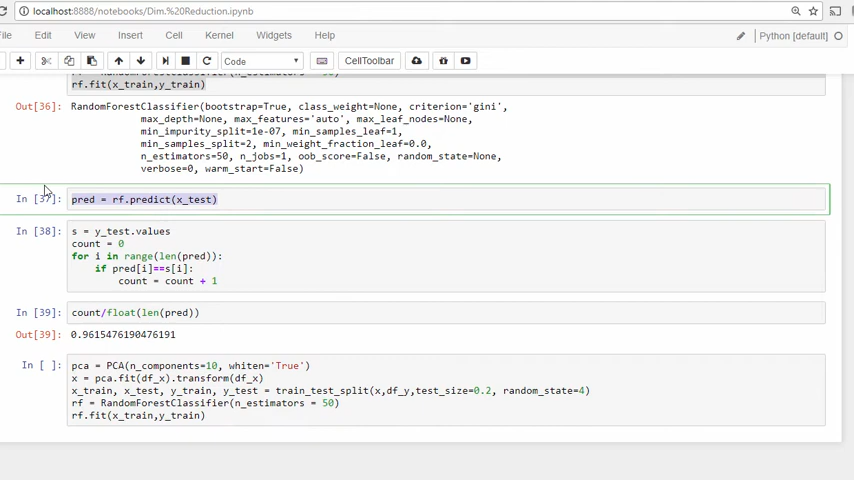 localhost:8888/notebooks/Dim.%20Reduction.ipynb
File Edit View Insert Cell Kernel Widgets Help Python [default]
Code CellToolbar
rf.fit(x_train,y_train)
Out[36]: RandomForestClassifier(bootstrap=True, class_weight=None, criterion='gini',
max_depth=None, max_features='auto', max_leaf_nodes=None,
min_impurity_split=1e-07, min_samples_leaf=1,
min_samples_split=2, min_weight_fraction_leaf=0.0,
n_estimators=50, n_jobs=1, oob_score=False, random_state=None,
verbose=0, warm_start=False)
In [37]: pred = rf.predict(x_test)
In [38]: s = y_test.values
count = 0
for i in range(len(pred)):
if pred[i]==s[i]:
count = count + 1
In [39]: count/float(len(pred))
Out[39]: 0.9615476190476191
In [ ]: pca = PCA(n_components=10, whiten='True')
x = pca.fit(df_x).transform(df_x)
x_train, x_test, y_train, y_test = train_test_split(x,df_y,test_size=0.2, random_state=4)
rf = RandomForestClassifier(n_estimators = 50)
rf.fit(x_train,y_train)